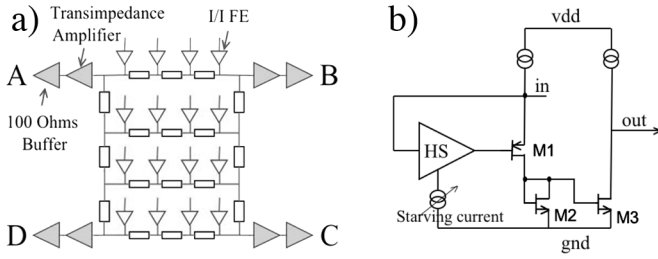 a)
Transimpedance
Amplifier
I/I FE
A
B
100 Ohms
Buffer
D
C
b)
vdd
in
HS
M1
out
Starving current
M2
M3
gnd